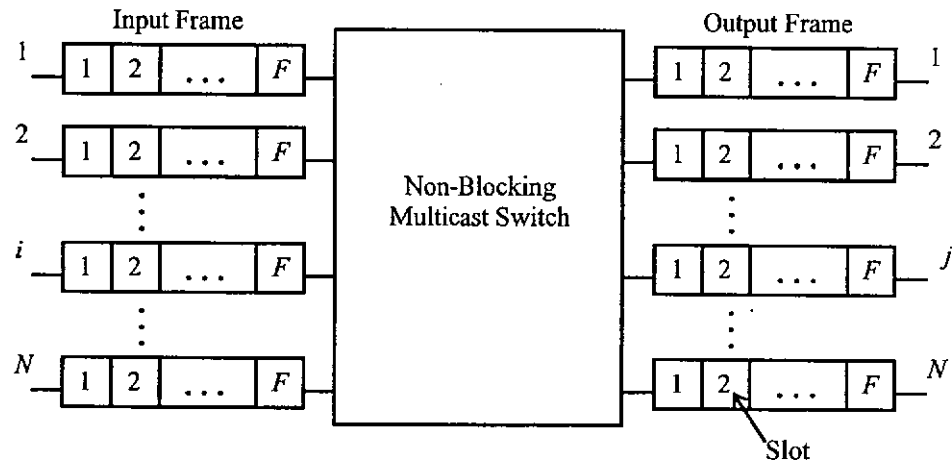 Input Frame
Output Frame
1 1 2 ... F 1 2 ... F 1
2 1 2 ... F 1 2 ... F 2
Non-Blocking
Multicast Switch
i 1 2 ... F 1 2 ... F j
N 1 2 ... F 1 2 ... F N
Slot